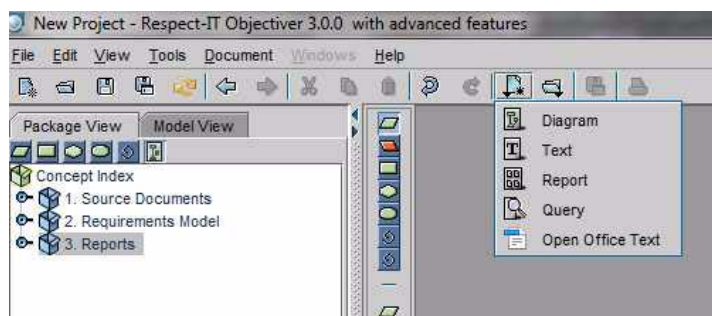 New Project - Respect-IT Objectiver 3.0.0 with advanced features
File Edit View Tools Document Windows Help
Package View Model View
Concept Index
1. Source Documents
2. Requirements Model
3. Reports
Diagram
Text
Report
Query
Open Office Text